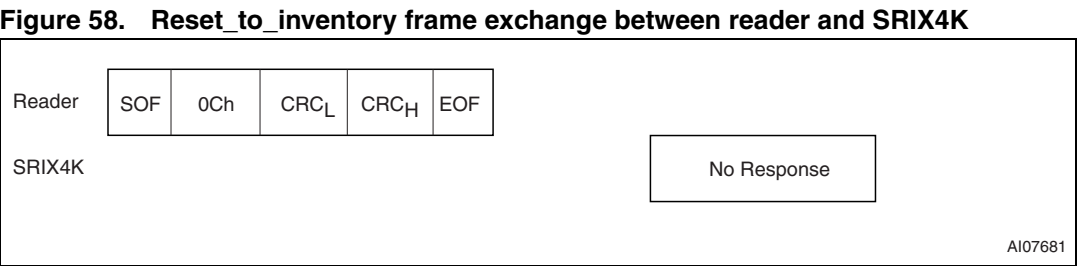 Figure 58. Reset_to_inventory frame exchange between reader and SRIX4K
Reader SOF 0Ch CRCL CRCH EOF
SRIX4K No Response
AI07681